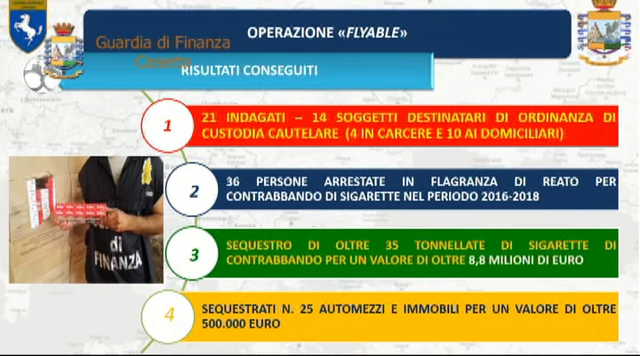 OPERAZIONE «FLYABLE»
Guardia di Finanza
Caserta
RISULTATI CONSEGUITI
1
21 INDAGATI – 14 SOGGETTI DESTINATARI DI ORDINANZA DI
CUSTODIA CAUTELARE (4 IN CARCERE E 10 AI DOMICILIARI)
2
36 PERSONE ARRESTATE IN FLAGRANZA DI REATO PER
CONTRABBANDO DI SIGARETTE NEL PERIODO 2016-2018
di
FINANZA
3
SEQUESTRO DI OLTRE 35 TONNELLATE DI SIGARETTE DI
CONTRABBANDO PER UN VALORE DI OLTRE 8,8 MILIONI DI EURO
4
SEQUESTRATI N. 25 AUTOMEZZI E IMMOBILI PER UN VALORE DI OLTRE
500.000 EURO